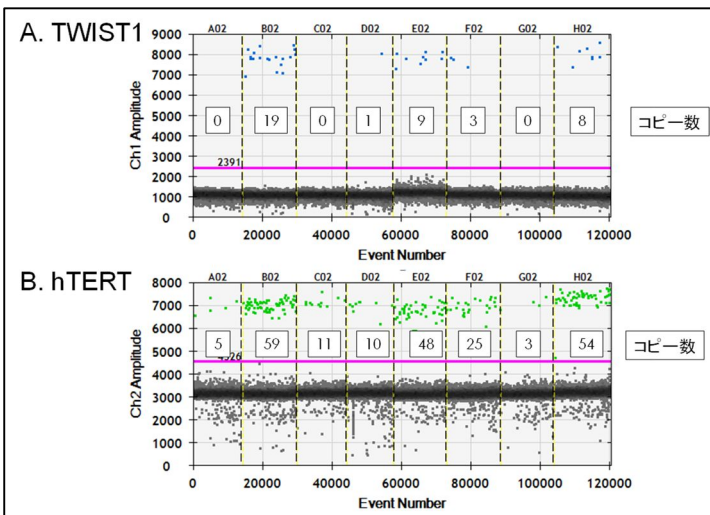 A. TWIST1
A02 B02 C02 D02 E02 F02 G02 H02
Ch1 Amplitude
9000
8000
7000
6000
5000
4000
3000
2000
1000
0
0 19 0 1 9 3 0 8
コピー数
2391
0 20000 40000 60000 80000 100000 120000
Event Number
B. hTERT
A02 B02 C02 D02 E02 F02 G02 H02
Ch2 Amplitude
8000
7000
6000
5000
4000
3000
2000
1000
0
5 59 11 10 48 25 3 54
コピー数
4526
0 20000 40000 60000 80000 100000 120000
Event Number